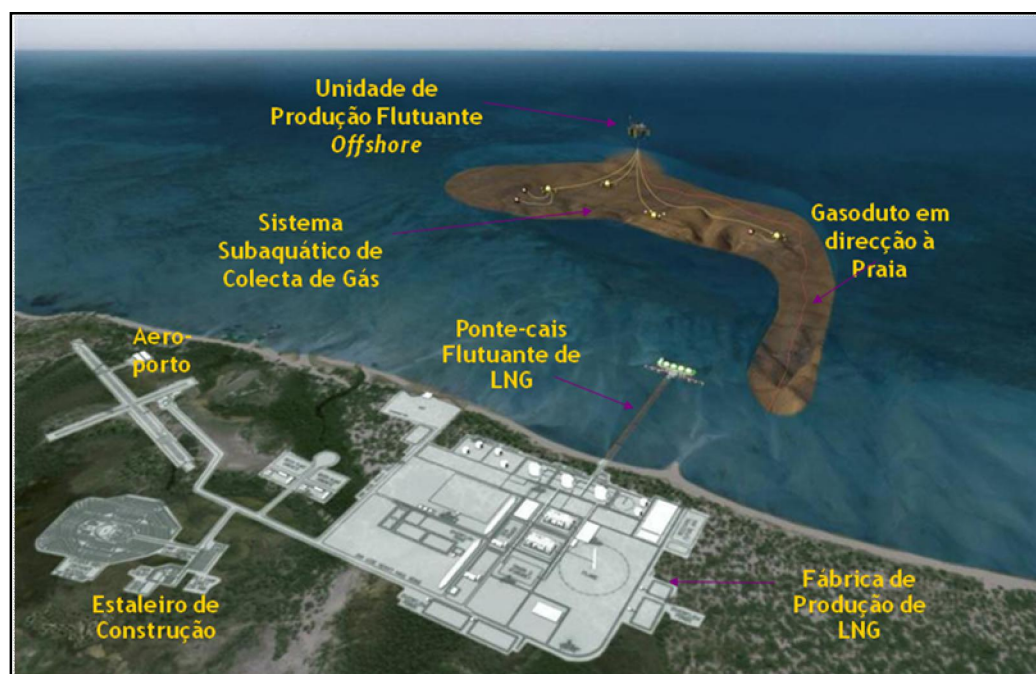 Unidade de
Produção Flutuante
Offshore
Sistema
Subaquático de
Colecta de Gás
Gasoduto em
direcção à
Praia
Aero-
porto
Ponte-cais
Flutuante de
LNG
Estaleiro de
Construção
Fábrica de
Produção de
LNG